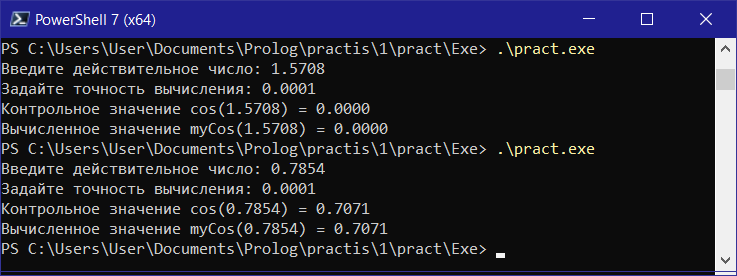 PowerShell 7 (x64)
PS C:\Users\User\Documents\Prolog\practis\1\pract\Exe> .\pract.exe
Введите действительное число: 1.5708
Задайте точность вычисления: 0.0001
Контрольное значение cos(1.5708) = 0.0000
Вычисленное значение myCos(1.5708) = 0.0000
PS C:\Users\User\Documents\Prolog\practis\1\pract\Exe> .\pract.exe
Введите действительное число: 0.7854
Задайте точность вычисления: 0.0001
Контрольное значение cos(0.7854) = 0.7071
Вычисленное значение myCos(0.7854) = 0.7071
PS C:\Users\User\Documents\Prolog\practis\1\pract\Exe>